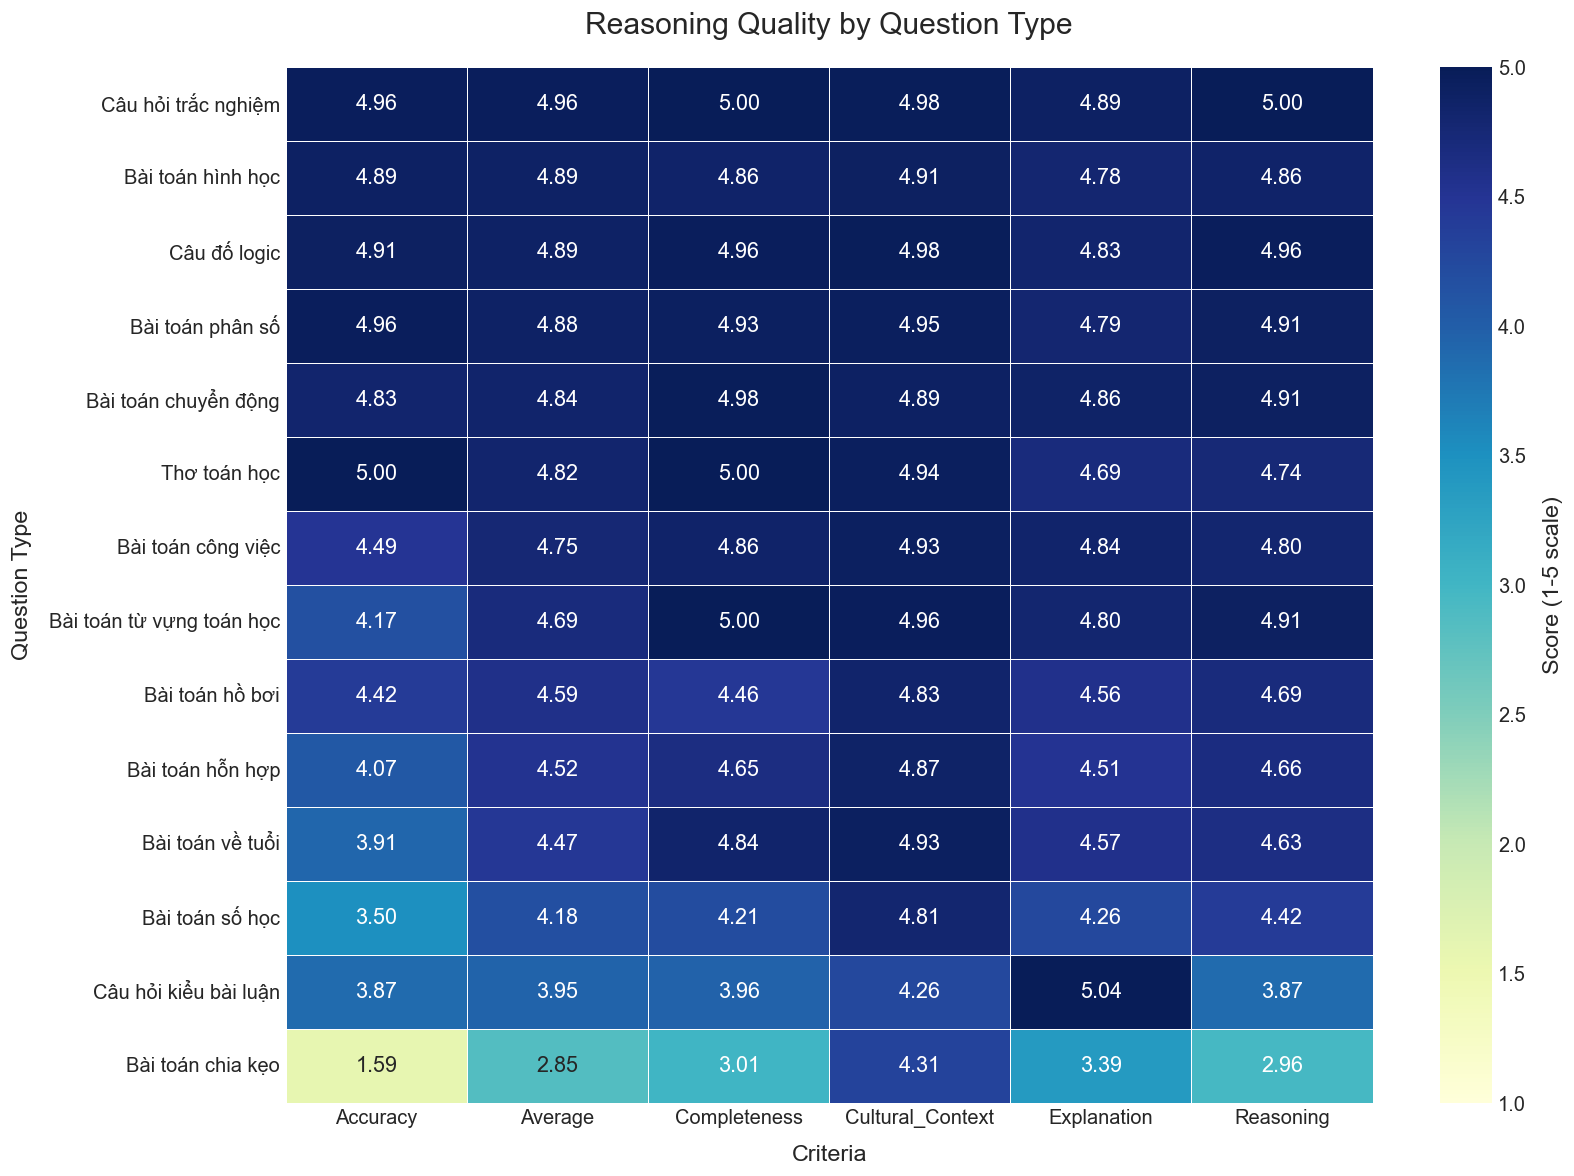 Reasoning Quality by Question Type
Câu hỏi trắc nghiệm 4.96 4.96 5.00 4.98 4.89 5.00
Bài toán hình học 4.89 4.89 4.86 4.91 4.78 4.86
Câu đố logic 4.91 4.89 4.96 4.98 4.83 4.96
Bài toán phân số 4.96 4.88 4.93 4.95 4.79 4.91
Bài toán chuyển động 4.83 4.84 4.98 4.89 4.86 4.91
Thơ toán học 5.00 4.82 5.00 4.94 4.69 4.74
Bài toán công việc 4.49 4.75 4.86 4.93 4.84 4.80
Bài toán từ vựng toán học 4.17 4.69 5.00 4.96 4.80 4.91
Bài toán hồ bơi 4.42 4.59 4.46 4.83 4.56 4.69
Bài toán hỗn hợp 4.07 4.52 4.65 4.87 4.51 4.66
Bài toán về tuổi 3.91 4.47 4.84 4.93 4.57 4.63
Bài toán số học 3.50 4.18 4.21 4.81 4.26 4.42
Câu hỏi kiểu bài luận 3.87 3.95 3.96 4.26 5.04 3.87
Bài toán chia kẹo 1.59 2.85 3.01 4.31 3.39 2.96
Accuracy Average Completeness Cultural_Context Explanation Reasoning
Criteria
Question Type
5.0
4.5
4.0
3.5
3.0
2.5
2.0
1.5
1.0
Score (1-5 scale)